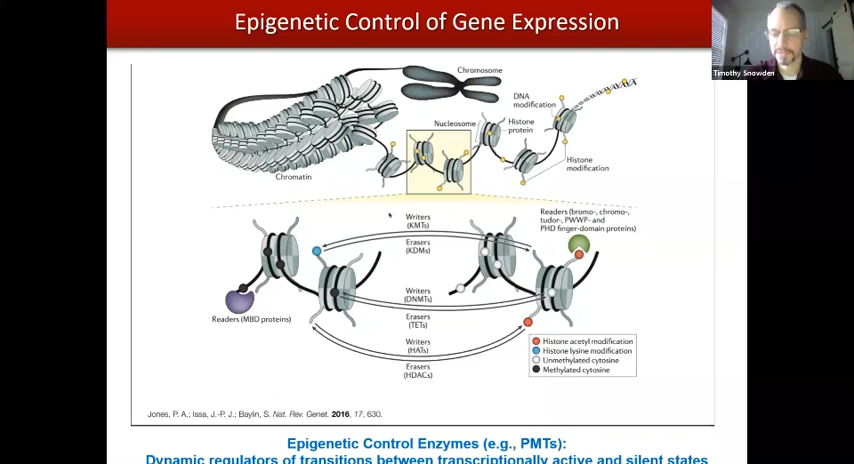 Epigenetic Control of Gene Expression
Timothy Snowden
Chromosome
DNA
modification
Nucleosome
Histone
protein
Histone
modification
Chromatin
Writers
(KMTs)
Erasers
(KDMs)
Readers (bromo-, chromo-,
tudor-, PWWP- and
PHD finger-domain proteins)
Writers
(DNMTs)
Erasers
(TETs)
Readers (MBD proteins)
Writers
(HATs)
Erasers
(HDACs)
Histone acetyl modification
Histone lysine modification
Unmethylated cytosine
Methylated cytosine
Jones, P. A.; Issa, J.-P. J.; Baylin, S. Nat. Rev. Genet. 2016, 17, 630.
Epigenetic Control Enzymes (e.g., PMTs):
Dynamic regulators of transitions between transcriptionally active and silent states